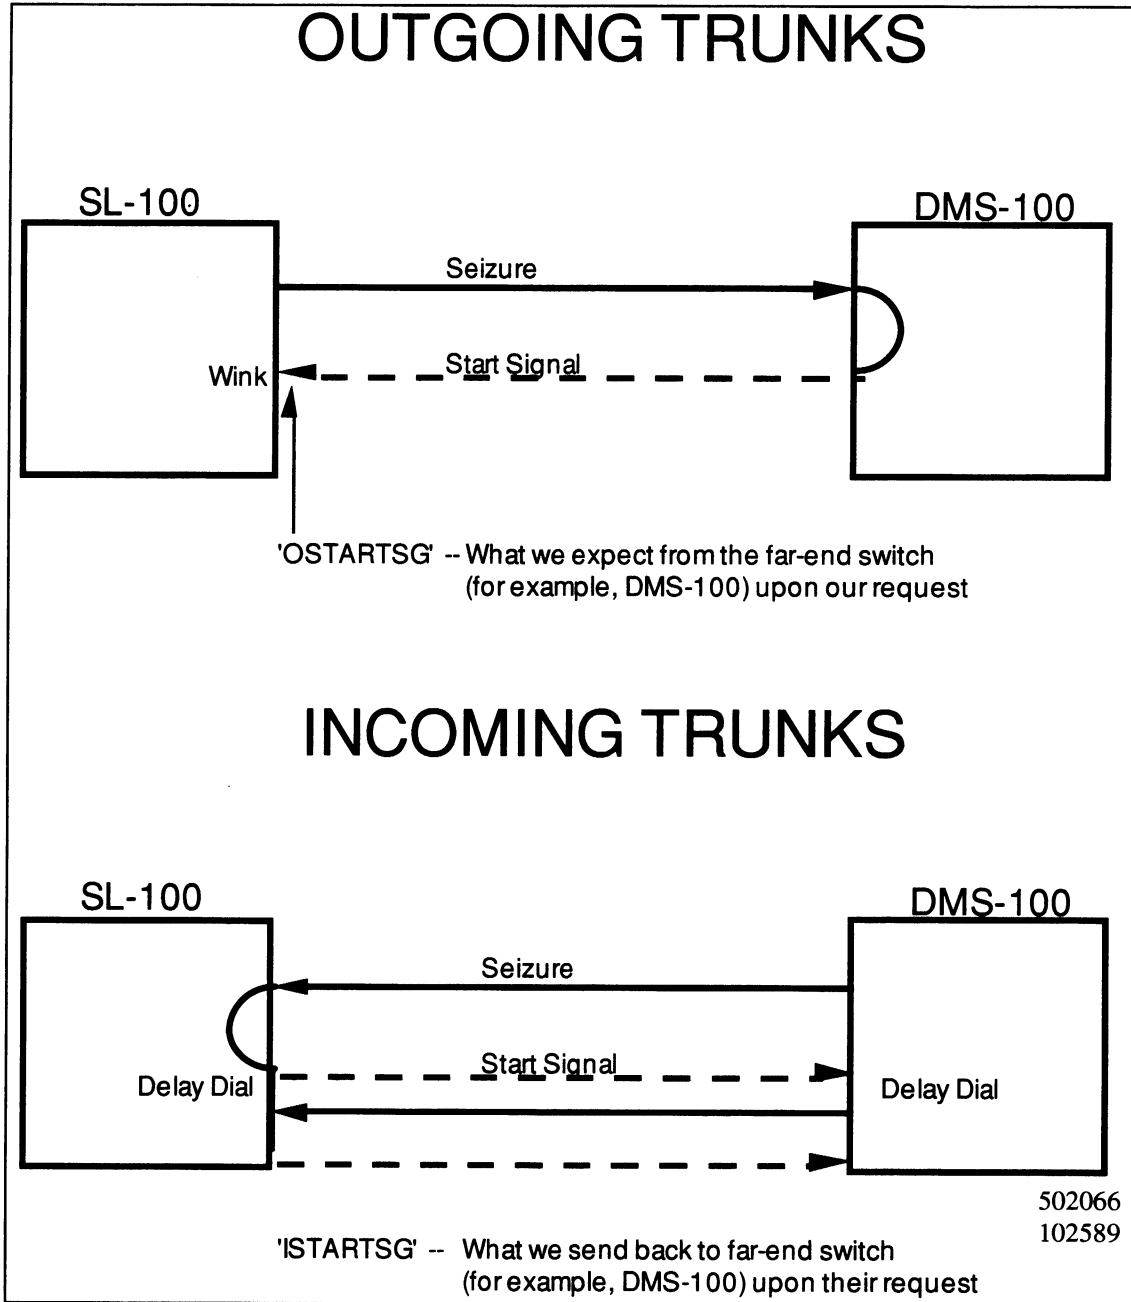 OUTGOING TRUNKS
SL-100
DMS-100
Seizure
Start Signal
Wink
'OSTARTSG' -- What we expect from the far-end switch
(for example, DMS-100) upon our request
INCOMING TRUNKS
SL-100
DMS-100
Seizure
Start Signal
Delay Dial
Delay Dial
502066
102589
'ISTARTSG' -- What we send back to far-end switch
(for example, DMS-100) upon their request